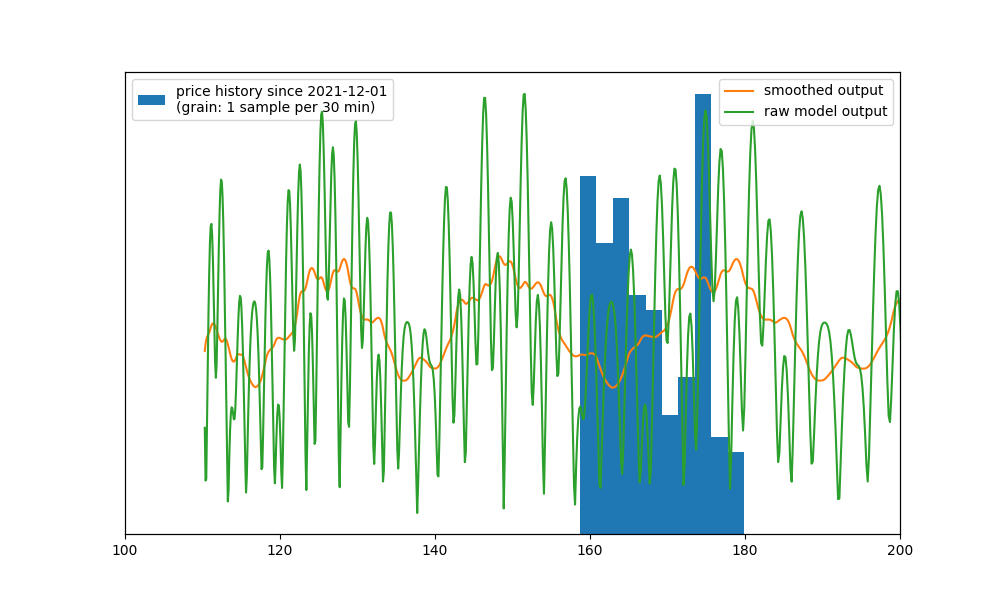 price history since 2021-12-01
(grain: 1 sample per 30 min)
smoothed output
raw model output
100
120
140
160
180
200